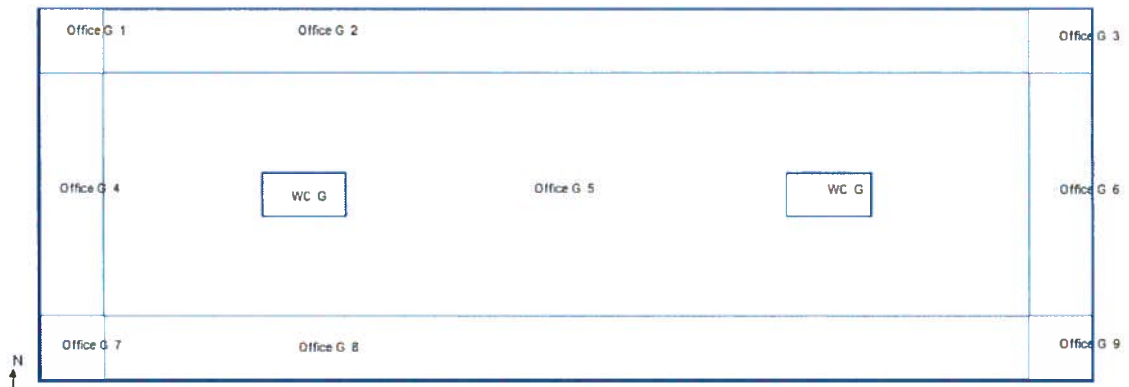 Office G 1
Office G 2
Office G 3
Office G 4
WC G
Office G 5
WC G
Office G 6
Office G 7
Office G 8
Office G 9
N